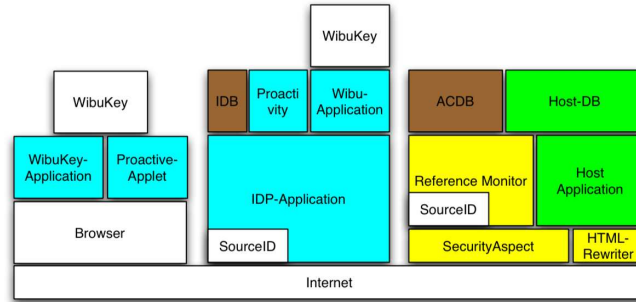 WibuKey
WibuKey
IDB
Proacti
vity
Wibu-
Application
ACDB
Host-DB
WibuKey-
Application
Proactive-
Applet
IDP-Application
Reference Monitor
Host
Application
SourceID
Browser
SourceID
SecurityAspect
HTML-
Rewriter
Internet